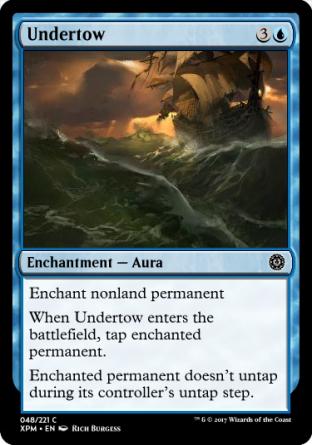 Undertow 3
Enchantment — Aura
Enchant nonland permanent
When Undertow enters the
battlefield, tap enchanted
permanent.
Enchanted permanent doesn't untap
during its controller's untap step.
048/221 C
XPM • EN Rich Burgess
™ & © 2017 Wizards of the Coast